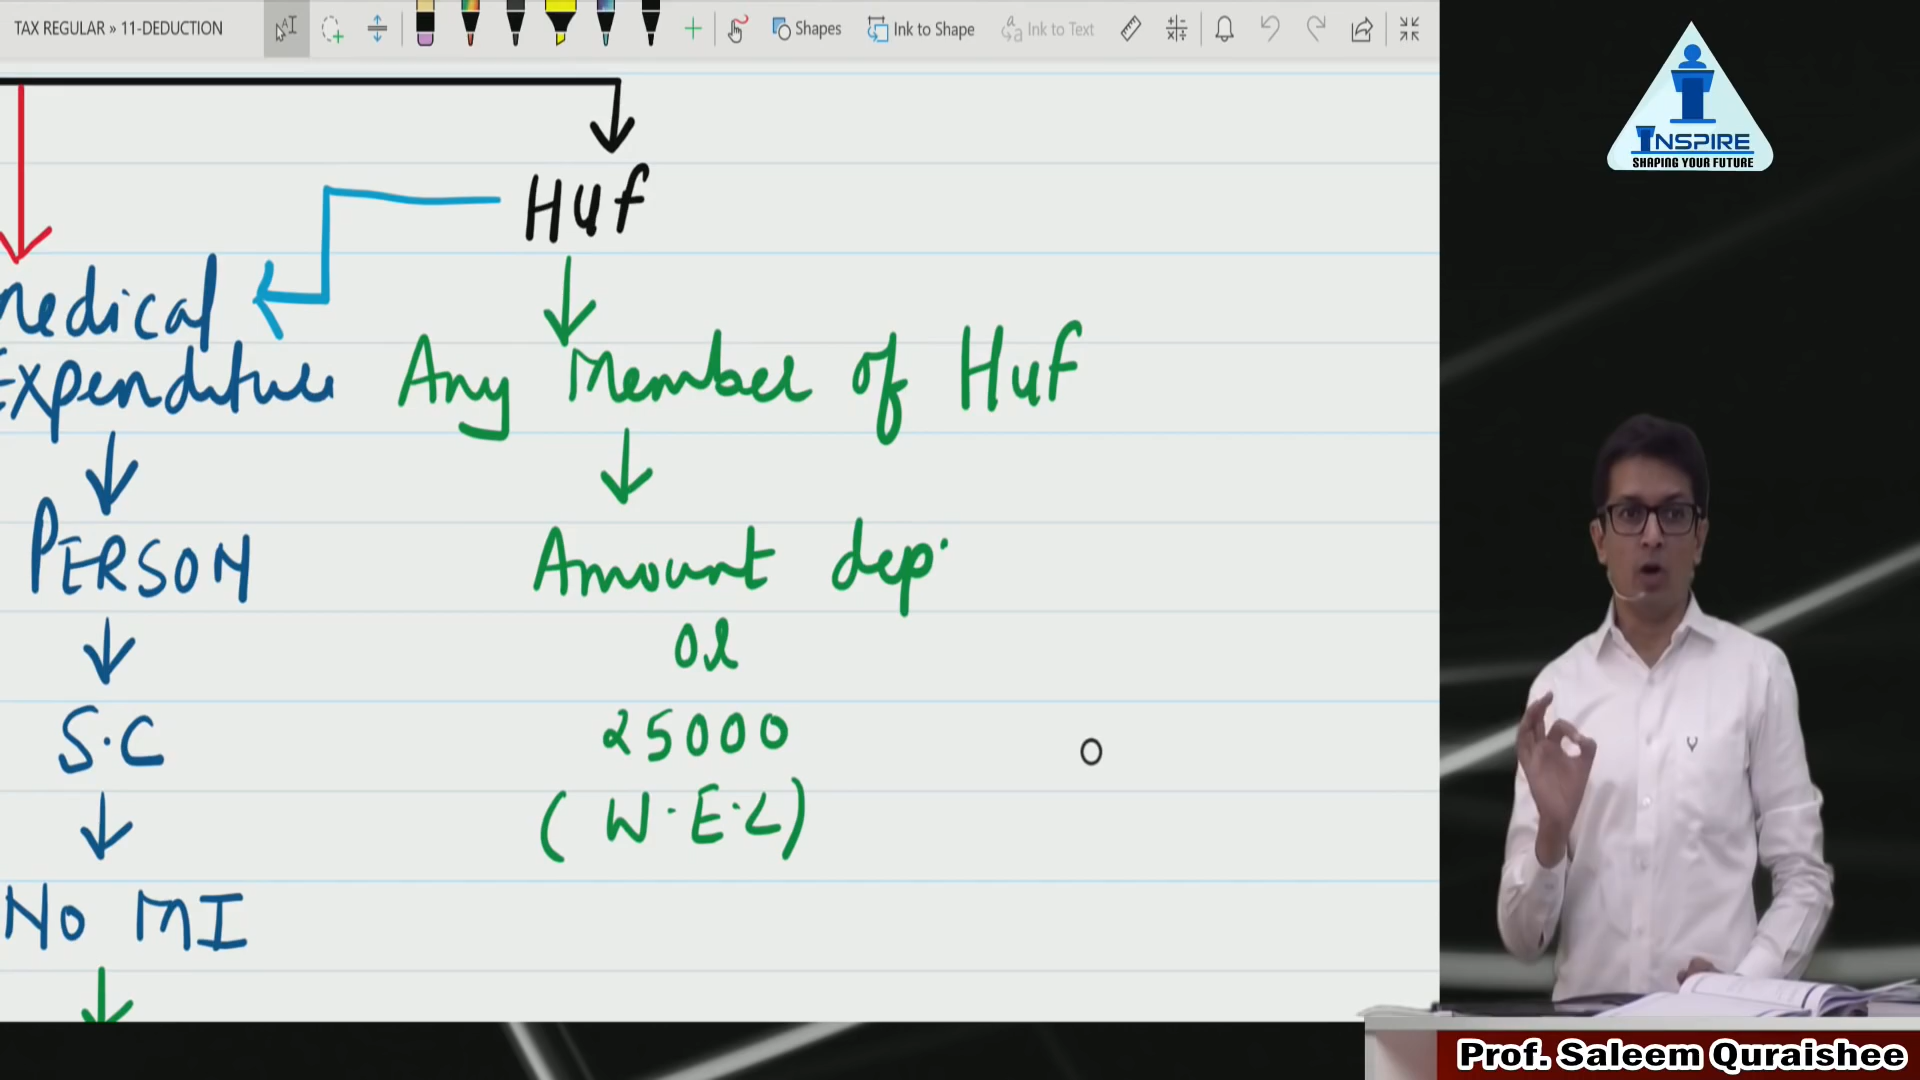 TAX REGULAR » 11-DEDUCTION
Shapes
Ink to Shape
Ink to Text
INSPIRE
SHAPING YOUR FUTURE
Huf
Medical
Expenditure
Any Member of Huf
PERSON
Amount dep.
or
S.C
25000
(W.E.L)
No MI
Prof. Saleem Quraishee